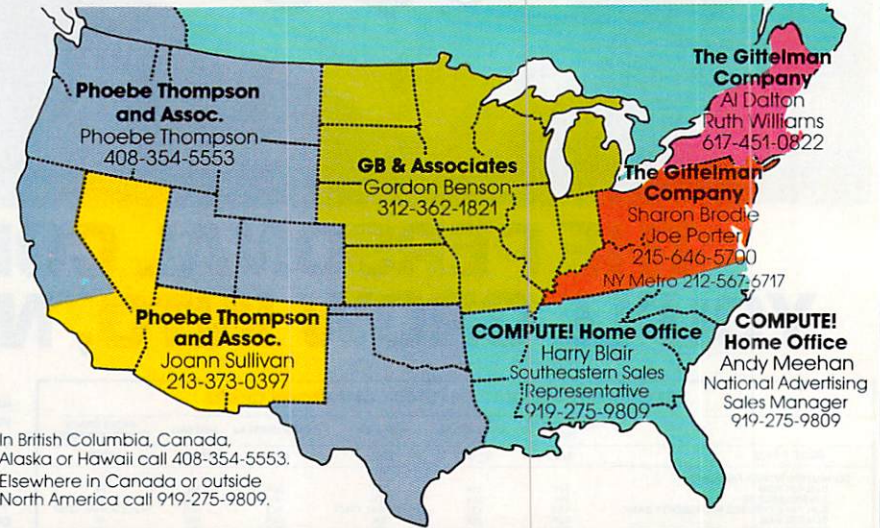 Phoebe Thompson
and Assoc.
Phoebe Thompson
408-354-5553
GB & Associates
Gordon Benson
312-362-1821
The Gittelman
Company
Al Dalton
Ruth Williams
617-451-0822
The Gittelman
Company
Sharon Brodie
Joe Porter
215-646-5700
NY Metro 212-567-6717
Phoebe Thompson
and Assoc.
Joann Sullivan
213-373-0397
COMPUTE! Home Office
Harry Blair
Southeastern Sales
Representative
919-275-9809
COMPUTE!
Home Office
Andy Meehan
National Advertising
Sales Manager
919-275-9809
In British Columbia, Canada,
Alaska or Hawaii call 408-354-5553.
Elsewhere in Canada or outside
North America call 919-275-9809.